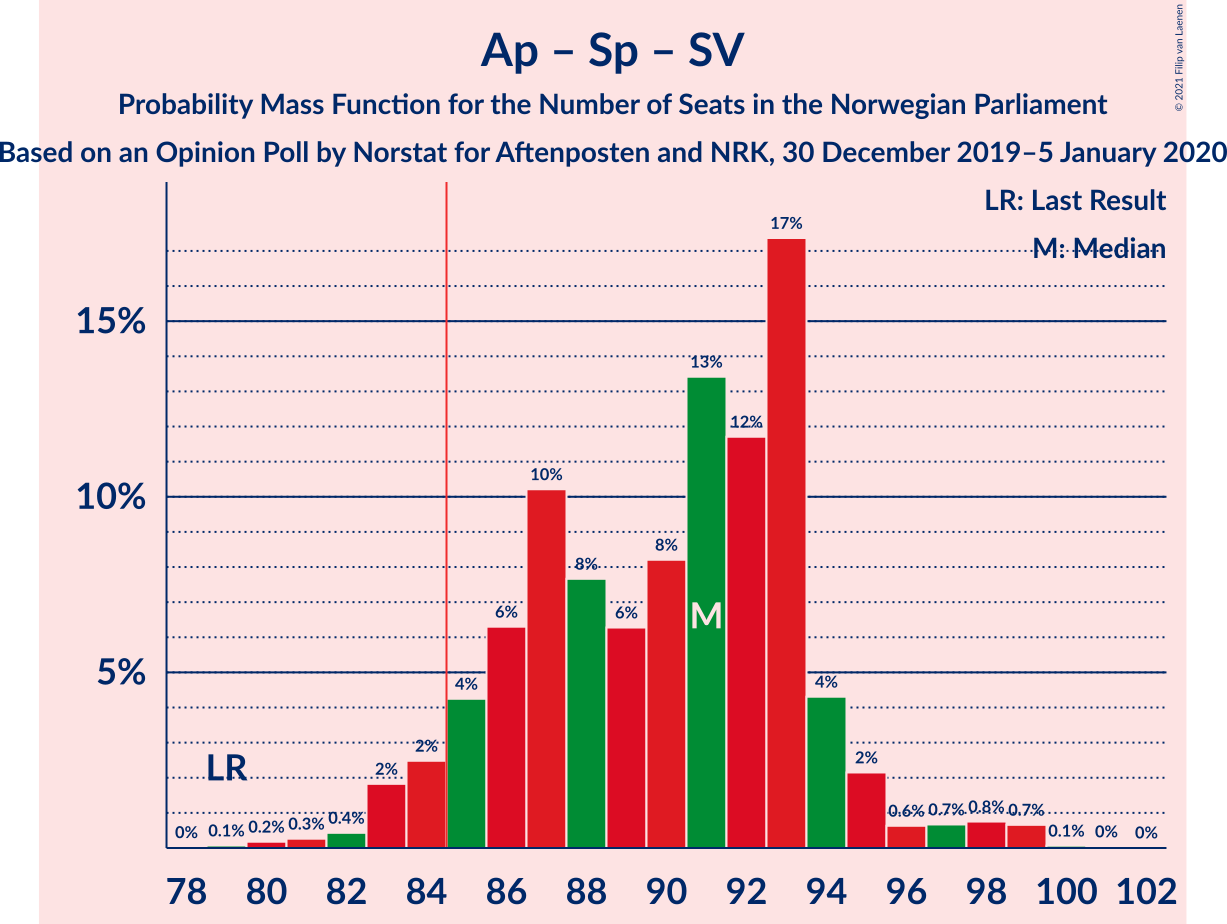 Ap – Sp – SV
Probability Mass Function for the Number of Seats in the Norwegian Parliament
Based on an Opinion Poll by Norstat for Aftenposten and NRK, 30 December 2019–5 January 2020
© 2021 Filip van Laenen
LR: Last Result
M: Median
15%
10%
5%
LR
M
0% 0.1% 0.2% 0.3% 0.4% 2% 2% 4% 6% 10% 8% 6% 8% 13% 12% 17% 4% 2% 0.6% 0.7% 0.8% 0.7% 0.1% 0% 0%
78 80 82 84 86 88 90 92 94 96 98 100 102